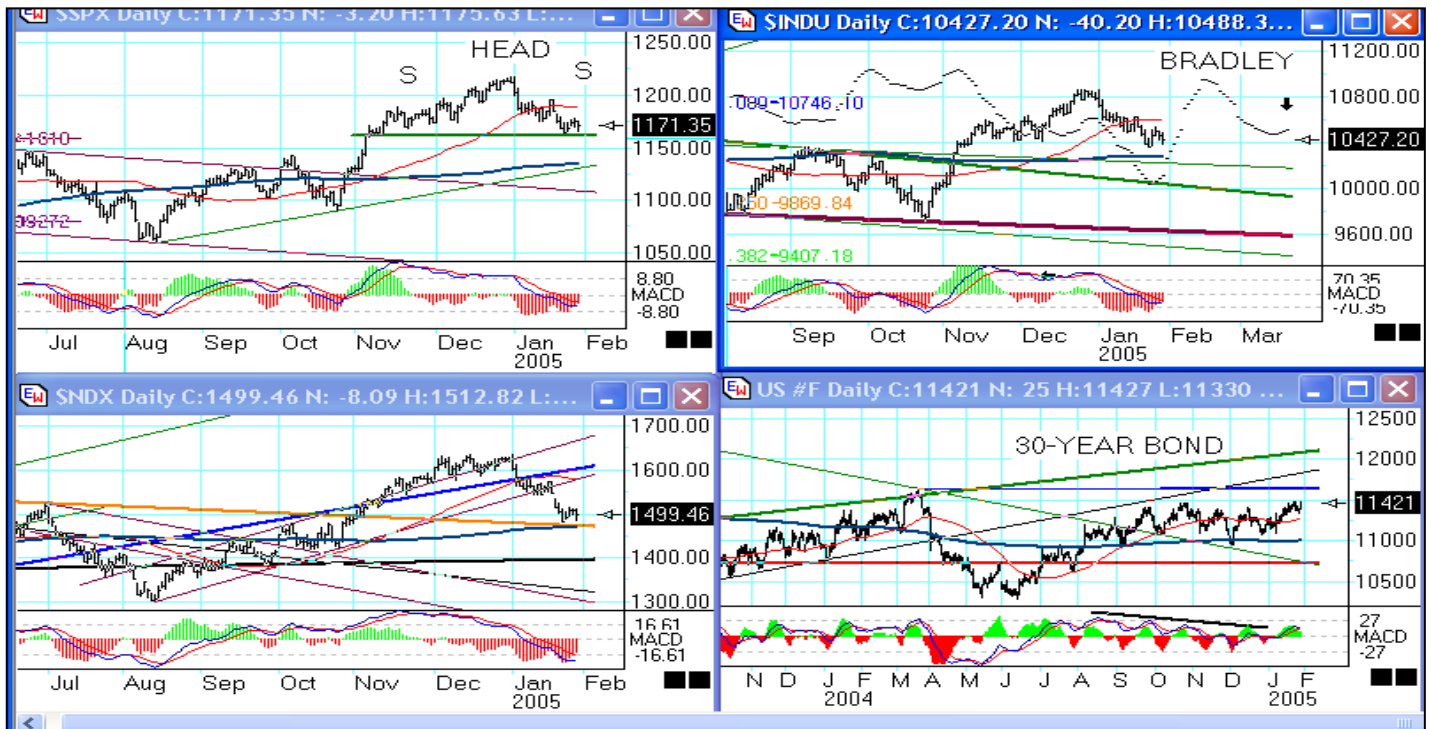 $SPX Daily C:1171.35 N: -3.20 H:1175.63 L:...
HEAD
S
S
1250.00
1200.00
1171.35
1150.00
1100.00
1050.00
8.80
MACD
-8.80
Jul Aug Sep Oct Nov Dec Jan Feb
2005
$INDU Daily C:10427.20 N: -40.20 H:10488.3...
BRADLEY
11200.00
.089-10746.10
10800.00
10427.20
10000.00
-9869.84
9600.00
.382-9407.18
70.35
MACD
-70.35
Sep Oct Nov Dec Jan Feb Mar
2005
$NDX Daily C:1499.46 N: -8.09 H:1512.82 L:...
1700.00
1600.00
1499.46
1400.00
1300.00
16.61
MACD
-16.61
Jul Aug Sep Oct Nov Dec Jan Feb
2005
US #F Daily C:11421 N: 25 H:11427 L:11330 ...
30-YEAR BOND
12500
12000
11421
11000
10500
27
MACD
-27
N D J F M A M J J A S O N D J F
2004 2005